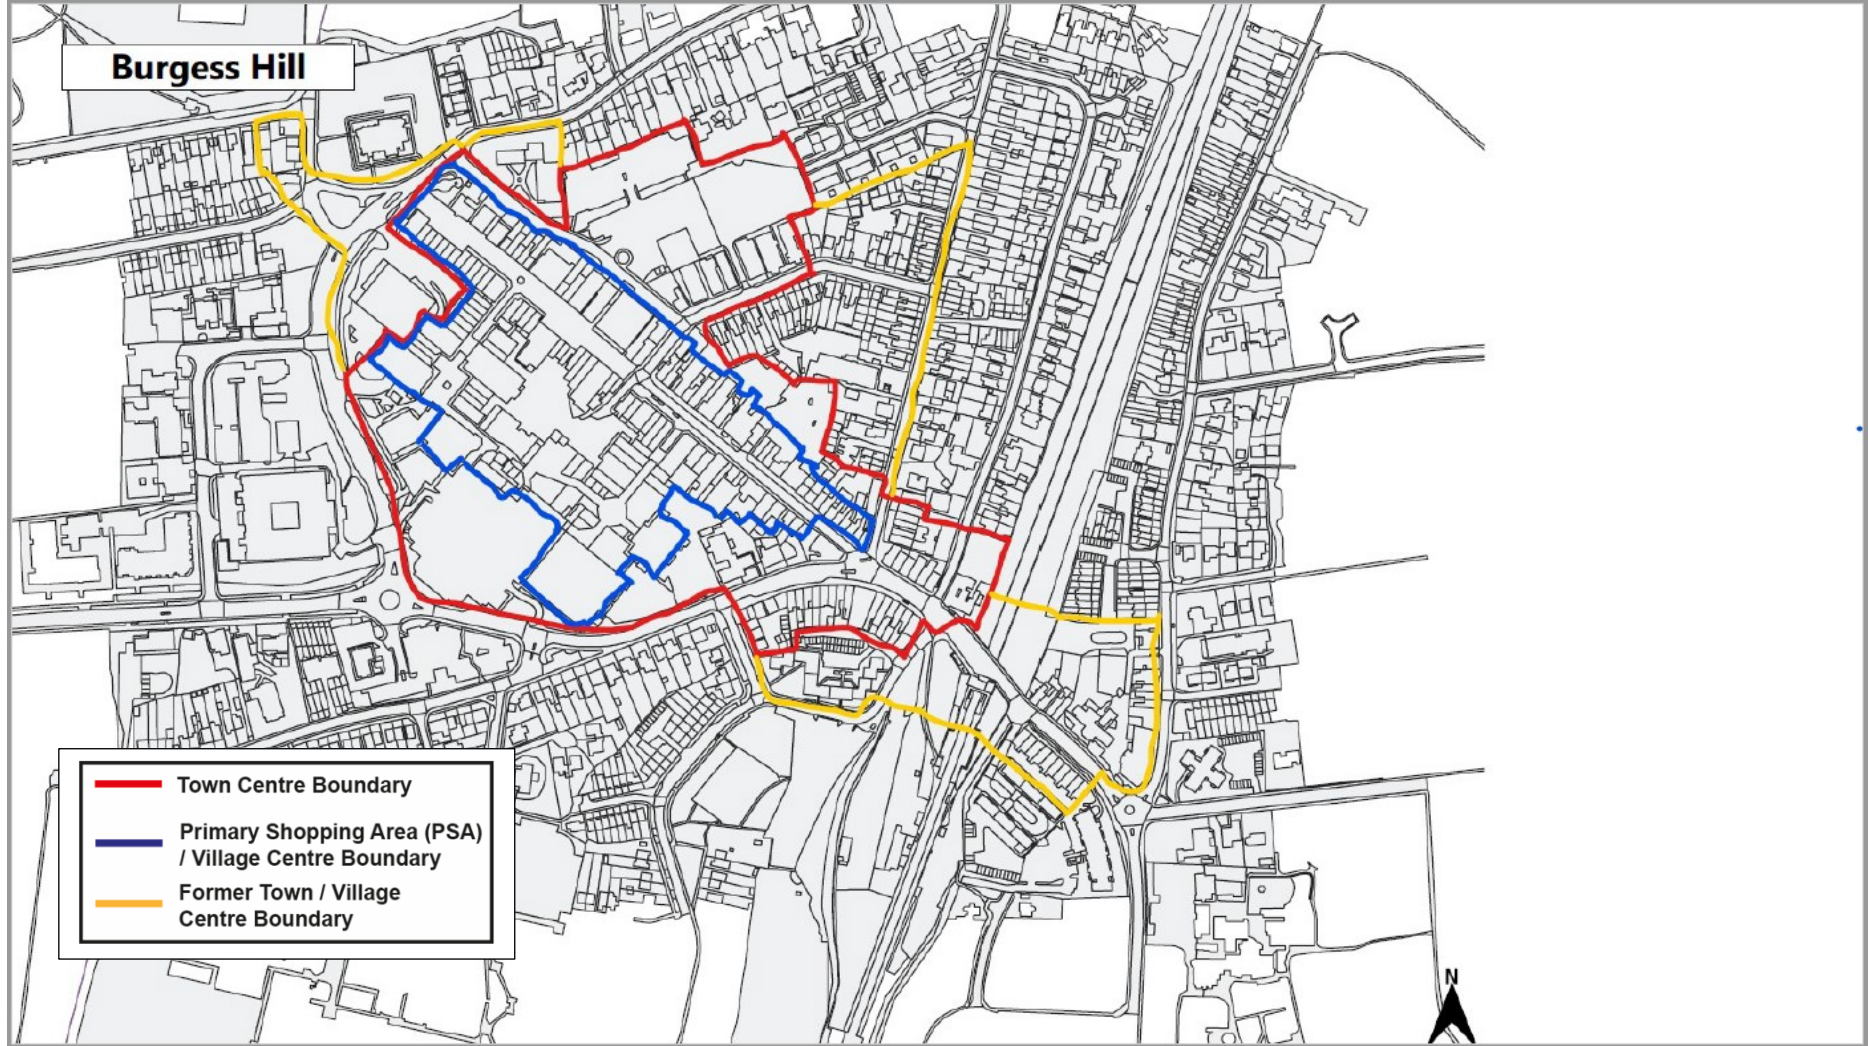 Burgess Hill
Town Centre Boundary
Primary Shopping Area (PSA)
/ Village Centre Boundary
Former Town / Village
Centre Boundary
N